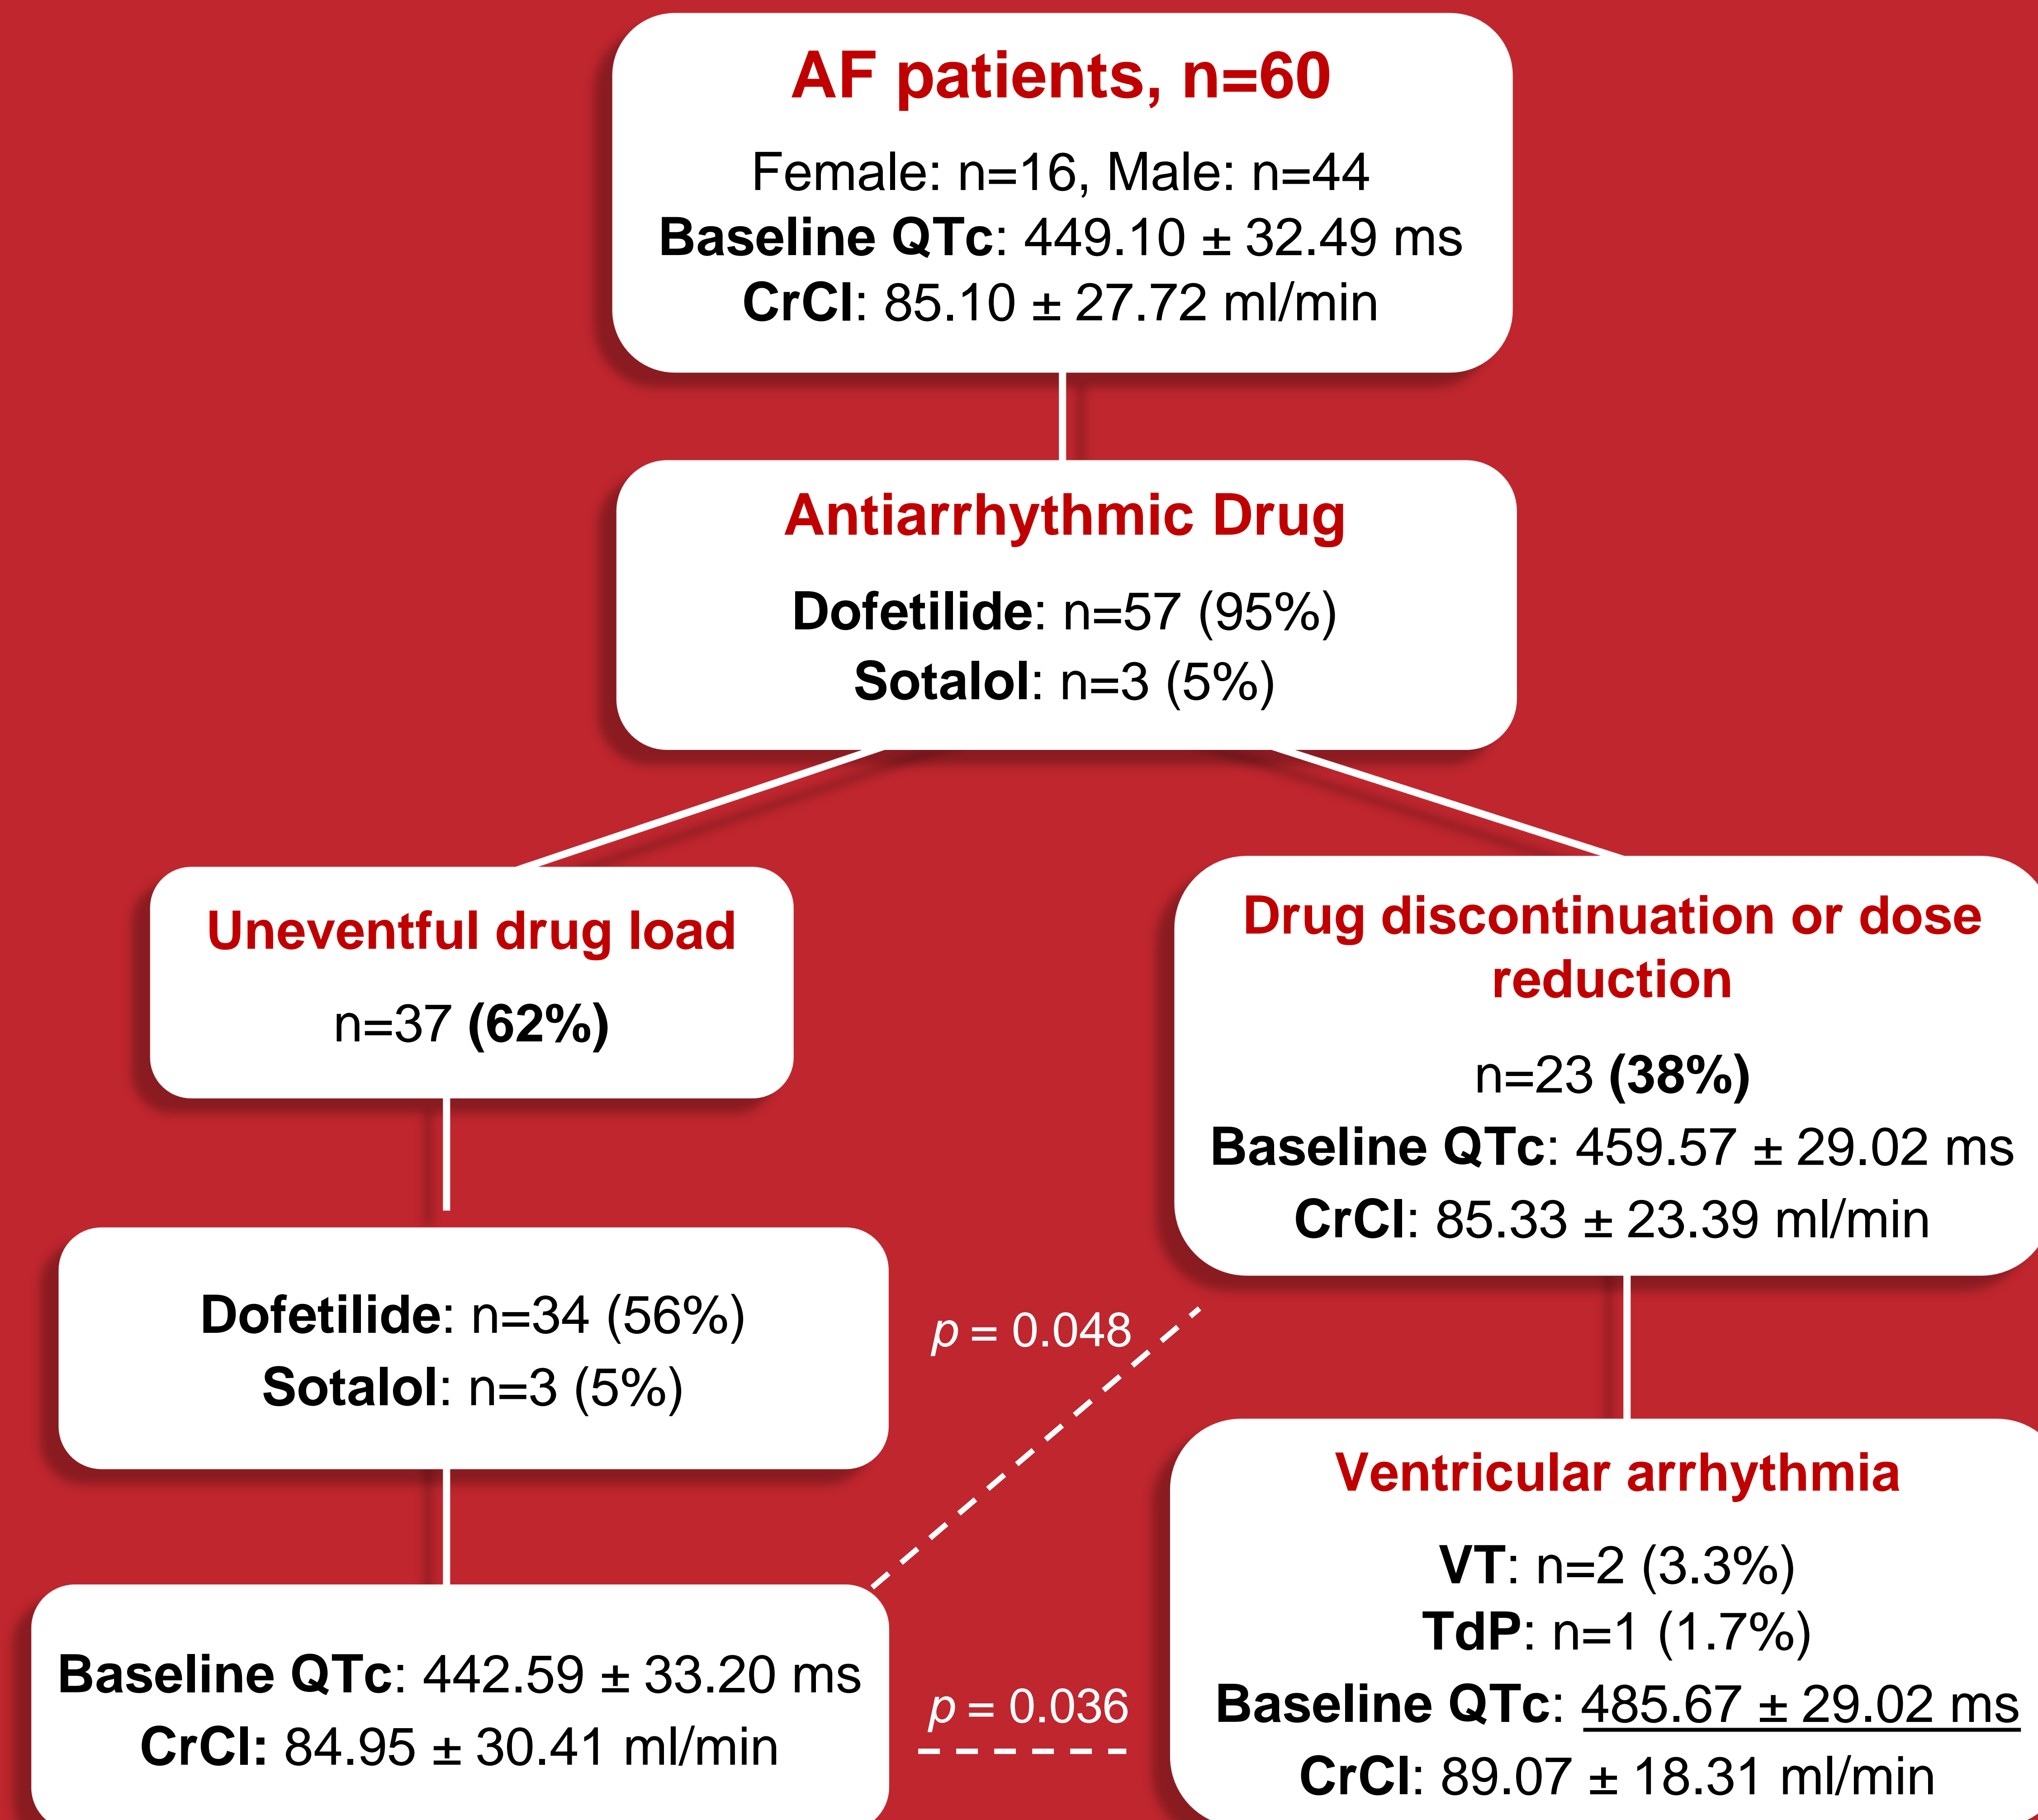 AF patients, n=60
Female: n=16, Male: n=44
Baseline QTc: 449.10 ± 32.49 ms
CrCl: 85.10 ± 27.72 ml/min
Antiarrhythmic Drug
Dofetilide: n=57 (95%)
Sotalol: n=3 (5%)
Uneventful drug load
n=37 (62%)
Drug discontinuation or dose
reduction
n=23 (38%)
Baseline QTc: 459.57 ± 29.02 ms
CrCl: 85.33 ± 23.39 ml/min
Dofetilide: n=34 (56%)
Sotalol: n=3 (5%)
p = 0.048
Ventricular arrhythmia
VT: n=2 (3.3%)
TdP: n=1 (1.7%)
Baseline QTc: 485.67 ± 29.02 ms
CrCl: 89.07 ± 18.31 ml/min
Baseline QTc: 442.59 ± 33.20 ms
CrCl: 84.95 ± 30.41 ml/min
p = 0.036